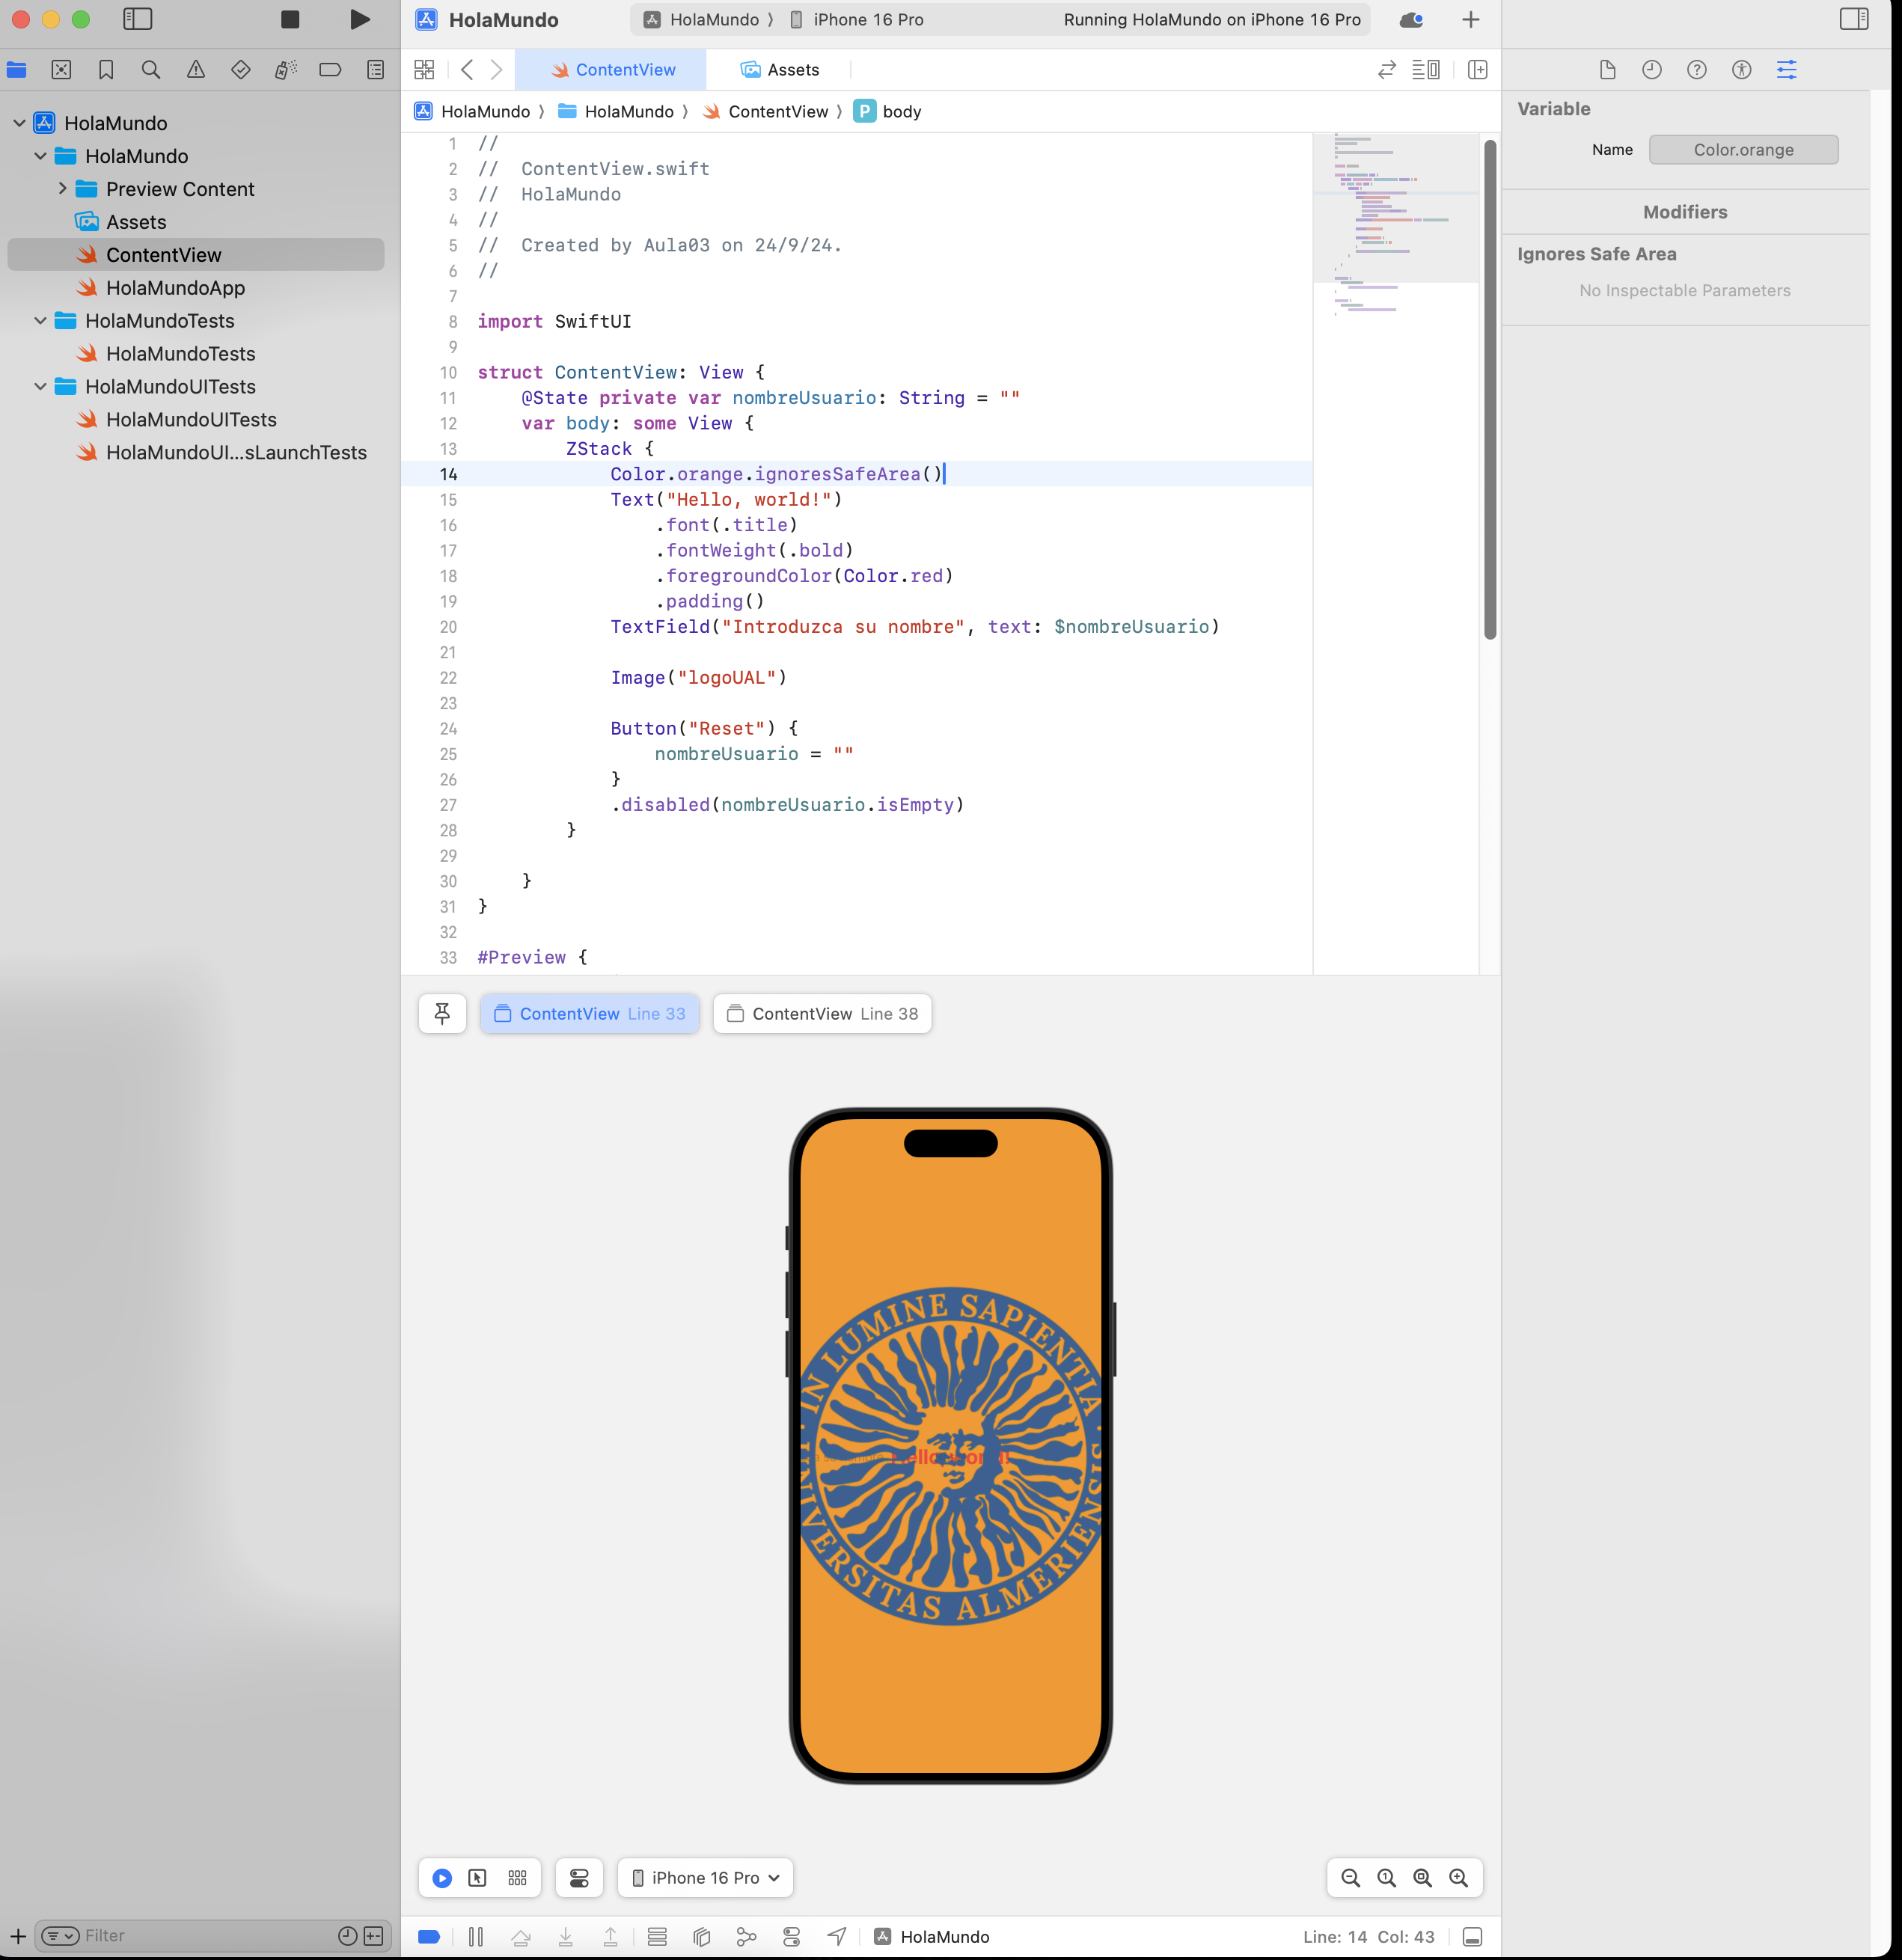 HolaMundo
HolaMundo
iPhone 16 Pro
Running HolaMundo on iPhone 16 Pro
ContentView
Assets
HolaMundo
HolaMundo
ContentView
P
body
HolaMundo
HolaMundo
Preview Content
Assets
ContentView
HolaMundoApp
HolaMundoTests
HolaMundoTests
HolaMundoUITests
HolaMundoUITests
HolaMundoUI...sLaunchTests
1 //
2 //  ContentView.swift
3 //  HolaMundo
4 //
5 //  Created by Aula03 on 24/9/24.
6 //
7
8 import SwiftUI
9
10 struct ContentView: View {
11     @State private var nombreUsuario: String = ""
12     var body: some View {
13         ZStack {
14             Color.orange.ignoresSafeArea()
15             Text("Hello, world!")
16                 .font(.title)
17                 .fontWeight(.bold)
18                 .foregroundColor(Color.red)
19                 .padding()
20             TextField("Introduzca su nombre", text: $nombreUsuario)
21
22             Image("logoUAL")
23
24             Button("Reset") {
25                 nombreUsuario = ""
26             }
27             .disabled(nombreUsuario.isEmpty)
28         }
29
30     }
31 }
32
33 #Preview {
Variable
Name
Color.orange
Modifiers
Ignores Safe Area
No Inspectable Parameters
ContentView Line 33
ContentView Line 38
IN LUMINE SAPIENTIA
VERSITAS ALMERIENSIS
iPhone 16 Pro
Filter
HolaMundo
Line: 14 Col: 43